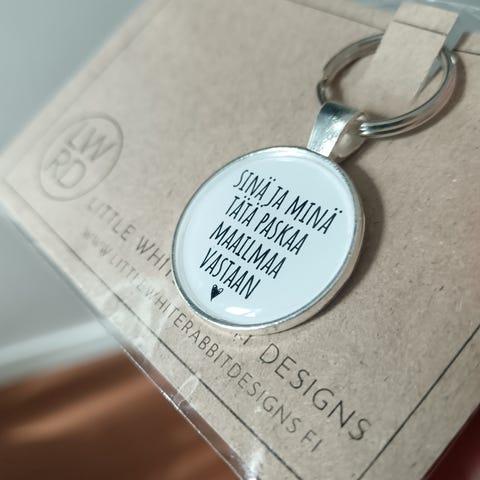 SINÄ JA MINÄ
TÄTÄ PASKAA
MAAILMAA
VASTAAN
LW
RD
LITTLE WHITE DESIGNS
WWW.LITTLEWHITERABBITDESIGNS.FI